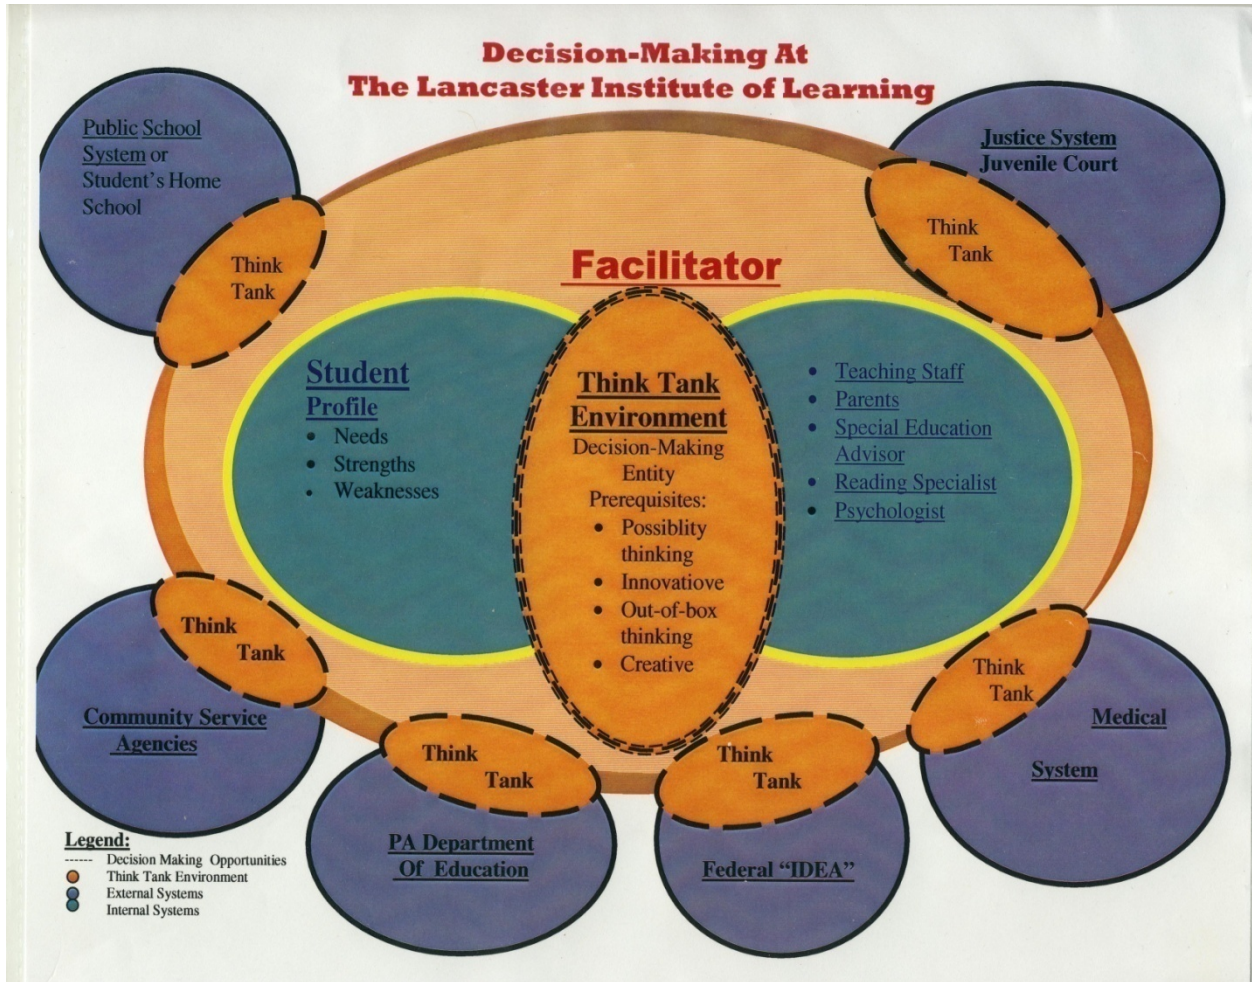 Decision-Making At
The Lancaster Institute of Learning
Public School
System or
Student's Home
School
Think
Tank
Justice System
Juvenile Court
Think
Tank
Facilitator
Student
Profile
• Needs
• Strengths
• Weaknesses
Think Tank
Environment
Decision-Making
Entity
Prerequisites:
• Possiblity
thinking
• Innovatiove
• Out-of-box
thinking
• Creative
• Teaching Staff
• Parents
• Special Education
Advisor
• Reading Specialist
• Psychologist
Think
Tank
Community Service
Agencies
Think
Tank
PA Department
Of Education
Think
Tank
Federal "IDEA"
Think
Tank
Medical
System
Legend:
------ Decision Making Opportunities
Think Tank Environment
External Systems
Internal Systems